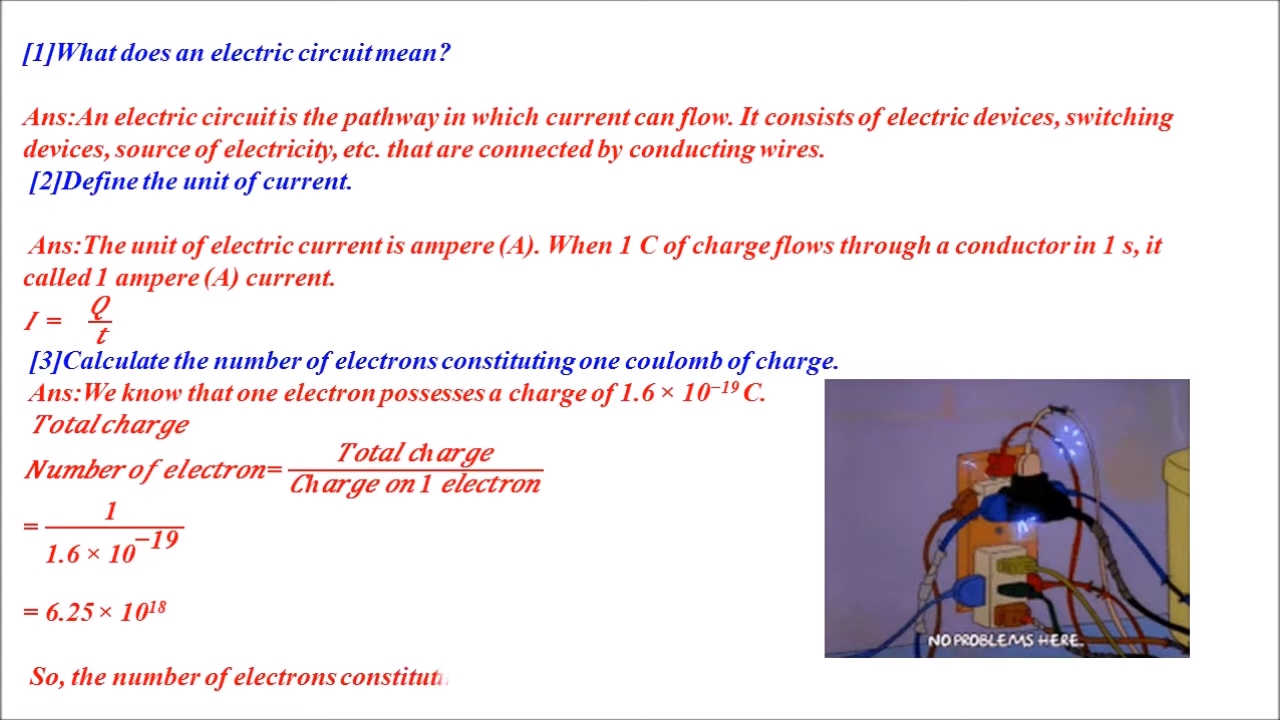 [1]What does an electric circuit mean?
Ans:An electric circuit is the pathway in which current can flow. It consists of electric devices, switching
devices, source of electricity, etc. that are connected by conducting wires.
[2]Define the unit of current.
Ans:The unit of electric current is ampere (A). When 1 C of charge flows through a conductor in 1 s, it
called 1 ampere (A) current.
I = Q/t
[3]Calculate the number of electrons constituting one coulomb of charge.
Ans:We know that one electron possesses a charge of 1.6 × 10⁻¹⁹ C.
Total charge
Number of electron= Total charge/Charge on 1 electron
= 1/1.6 × 10⁻¹⁹
= 6.25 × 10¹⁸
So, the number of electrons constitut
NO PROBLEMS HERE.